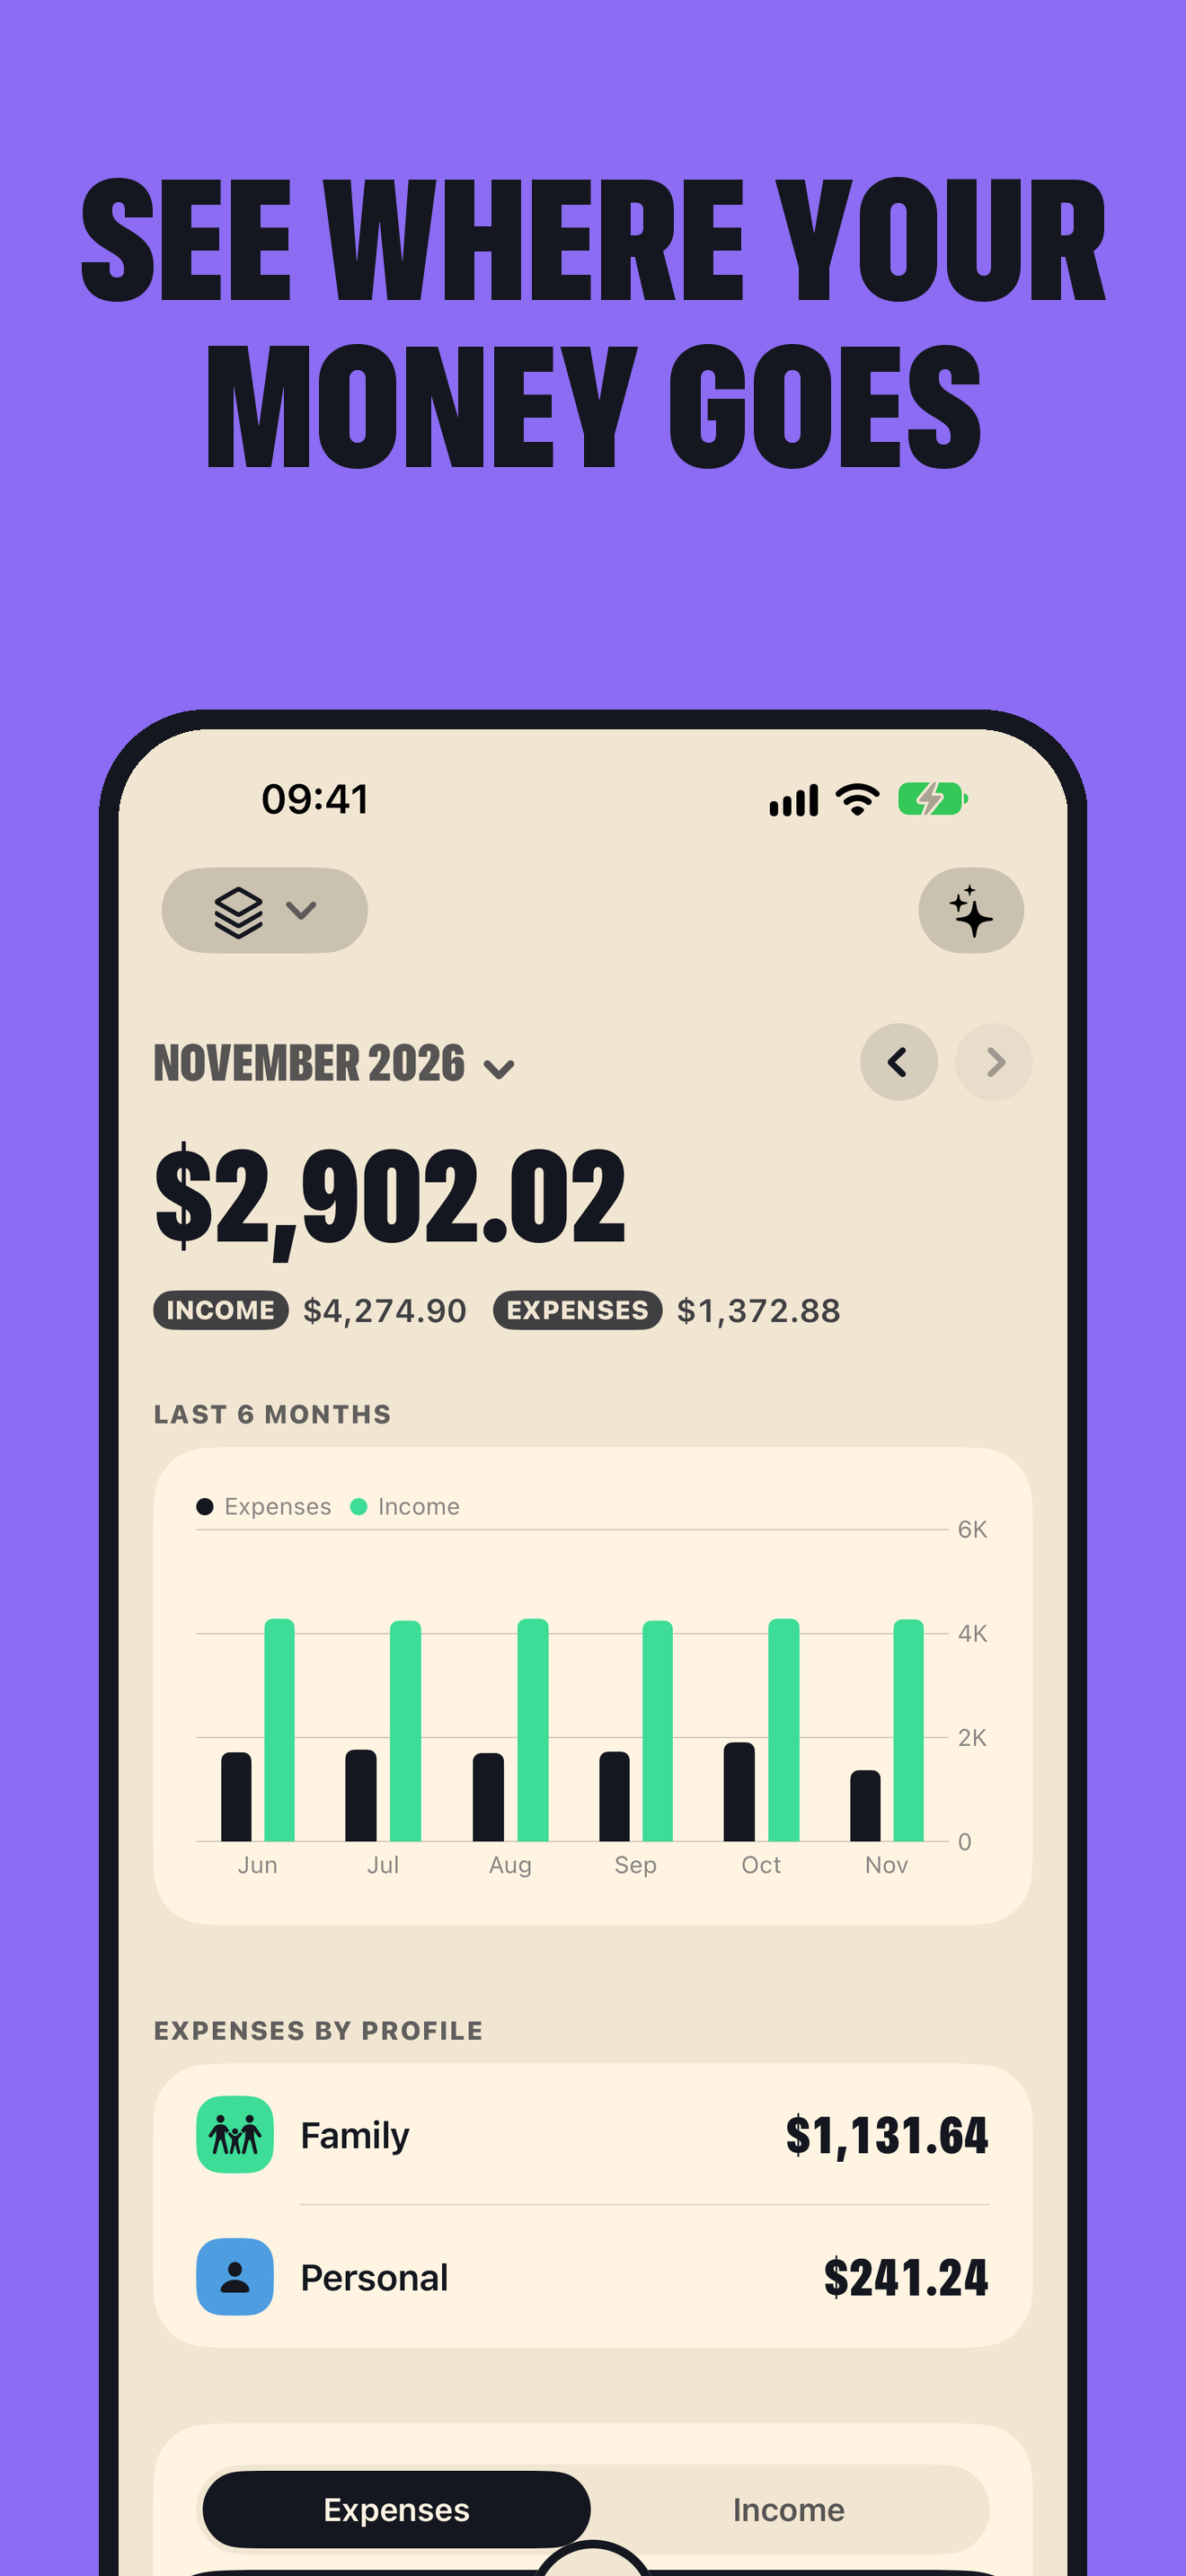 SEE WHERE YOUR
MONEY GOES
09:41
NOVEMBER 2026
$2,902.02
INCOME $4,274.90 EXPENSES $1,372.88
LAST 6 MONTHS
Expenses Income
6K
4K
2K
0
Jun Jul Aug Sep Oct Nov
EXPENSES BY PROFILE
Family $1,131.64
Personal $241.24
Expenses Income